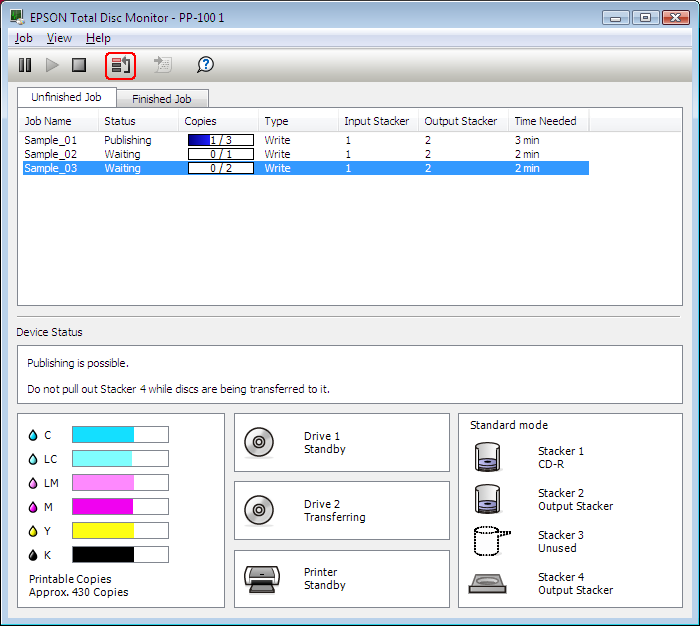 EPSON Total Disc Monitor - PP-100 1
Job View Help
Unfinished Job Finished Job
Job Name Status Copies Type Input Stacker Output Stacker Time Needed
Sample_01 Publishing 1 / 3 Write 1 2 3 min
Sample_02 Waiting 0 / 1 Write 1 2 2 min
Sample_03 Waiting 0 / 2 Write 1 2 2 min
Device Status
Publishing is possible.
Do not pull out Stacker 4 while discs are being transferred to it.
C
LC
LM
M
Y
K
Printable Copies
Approx. 430 Copies
Drive 1
Standby
Drive 2
Transferring
Printer
Standby
Standard mode
Stacker 1
CD-R
Stacker 2
Output Stacker
Stacker 3
Unused
Stacker 4
Output Stacker